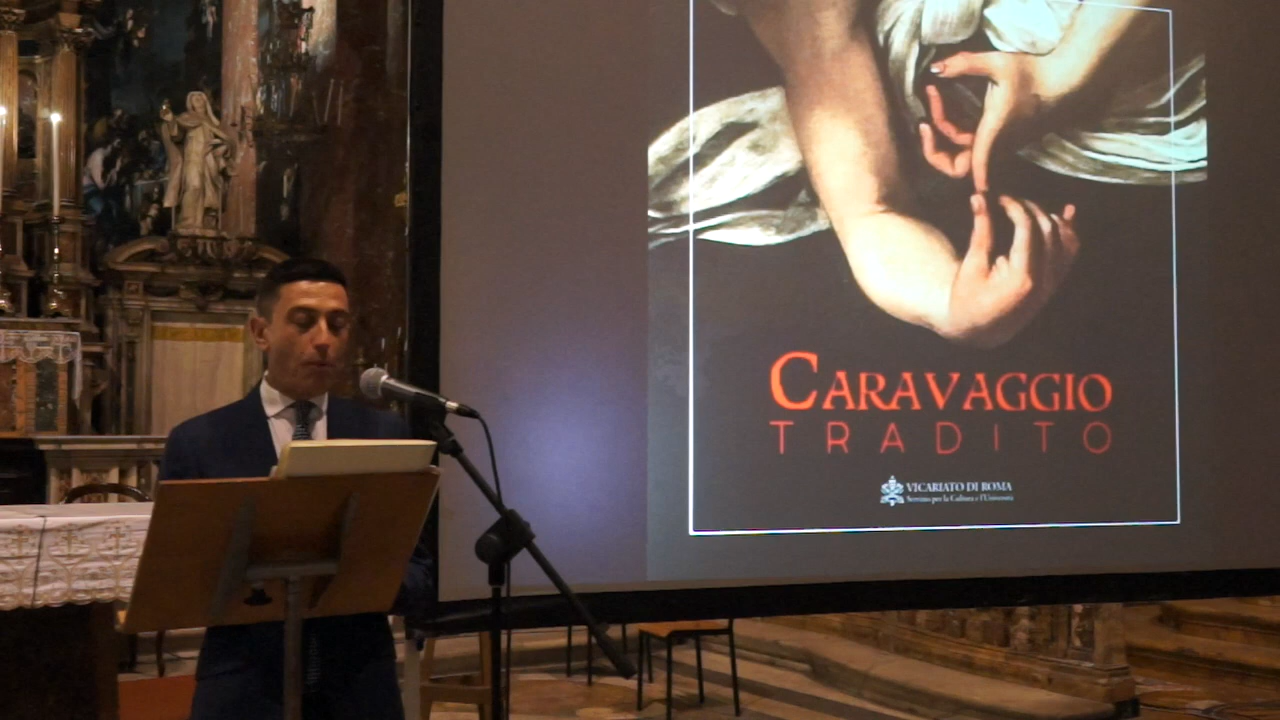 CARAVAGGIO
TRADITO
VICARIATO DI ROMA
Servizio per la Cultura e l'Università